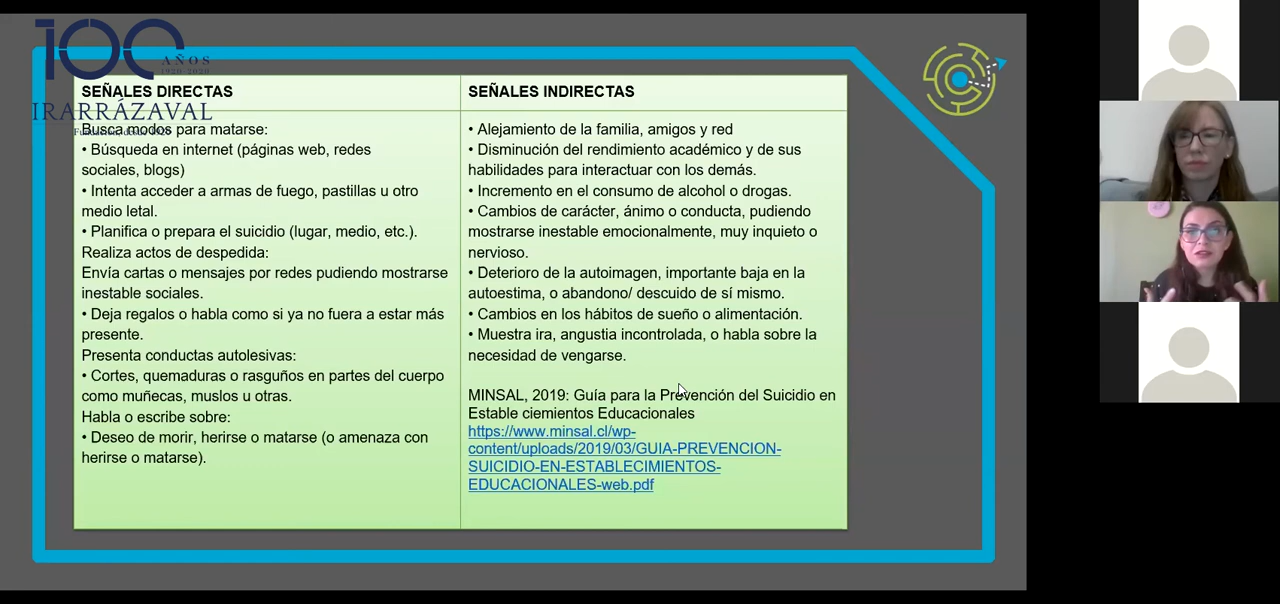 100
AÑOS
1920-2020
IRARRÁZAVAL
SEÑALES DIRECTAS
Busca modos para matarse:
• Búsqueda en internet (páginas web, redes
sociales, blogs)
• Intenta acceder a armas de fuego, pastillas u otro
medio letal.
• Planifica o prepara el suicidio (lugar, medio, etc.).
Realiza actos de despedida:
Envía cartas o mensajes por redes pudiendo mostrarse
inestable sociales.
• Deja regalos o habla como si ya no fuera a estar más
presente.
Presenta conductas autolesivas:
• Cortes, quemaduras o rasguños en partes del cuerpo
como muñecas, muslos u otras.
Habla o escribe sobre:
• Deseo de morir, herirse o matarse (o amenaza con
herirse o matarse).
SEÑALES INDIRECTAS
• Alejamiento de la familia, amigos y red
• Disminución del rendimiento académico y de sus
habilidades para interactuar con los demás.
• Incremento en el consumo de alcohol o drogas.
• Cambios de carácter, ánimo o conducta, pudiendo
mostrarse inestable emocionalmente, muy inquieto o
nervioso.
• Deterioro de la autoimagen, importante baja en la
autoestima, o abandono/ descuido de sí mismo.
• Cambios en los hábitos de sueño o alimentación.
• Muestra ira, angustia incontrolada, o habla sobre la
necesidad de vengarse.
MINSAL, 2019: Guía para la Prevención del Suicidio en
Estable ciemientos Educacionales
https://www.minsal.cl/wp-
content/uploads/2019/03/GUIA-PREVENCION-
SUICIDIO-EN-ESTABLECIMIENTOS-
EDUCACIONALES-web.pdf